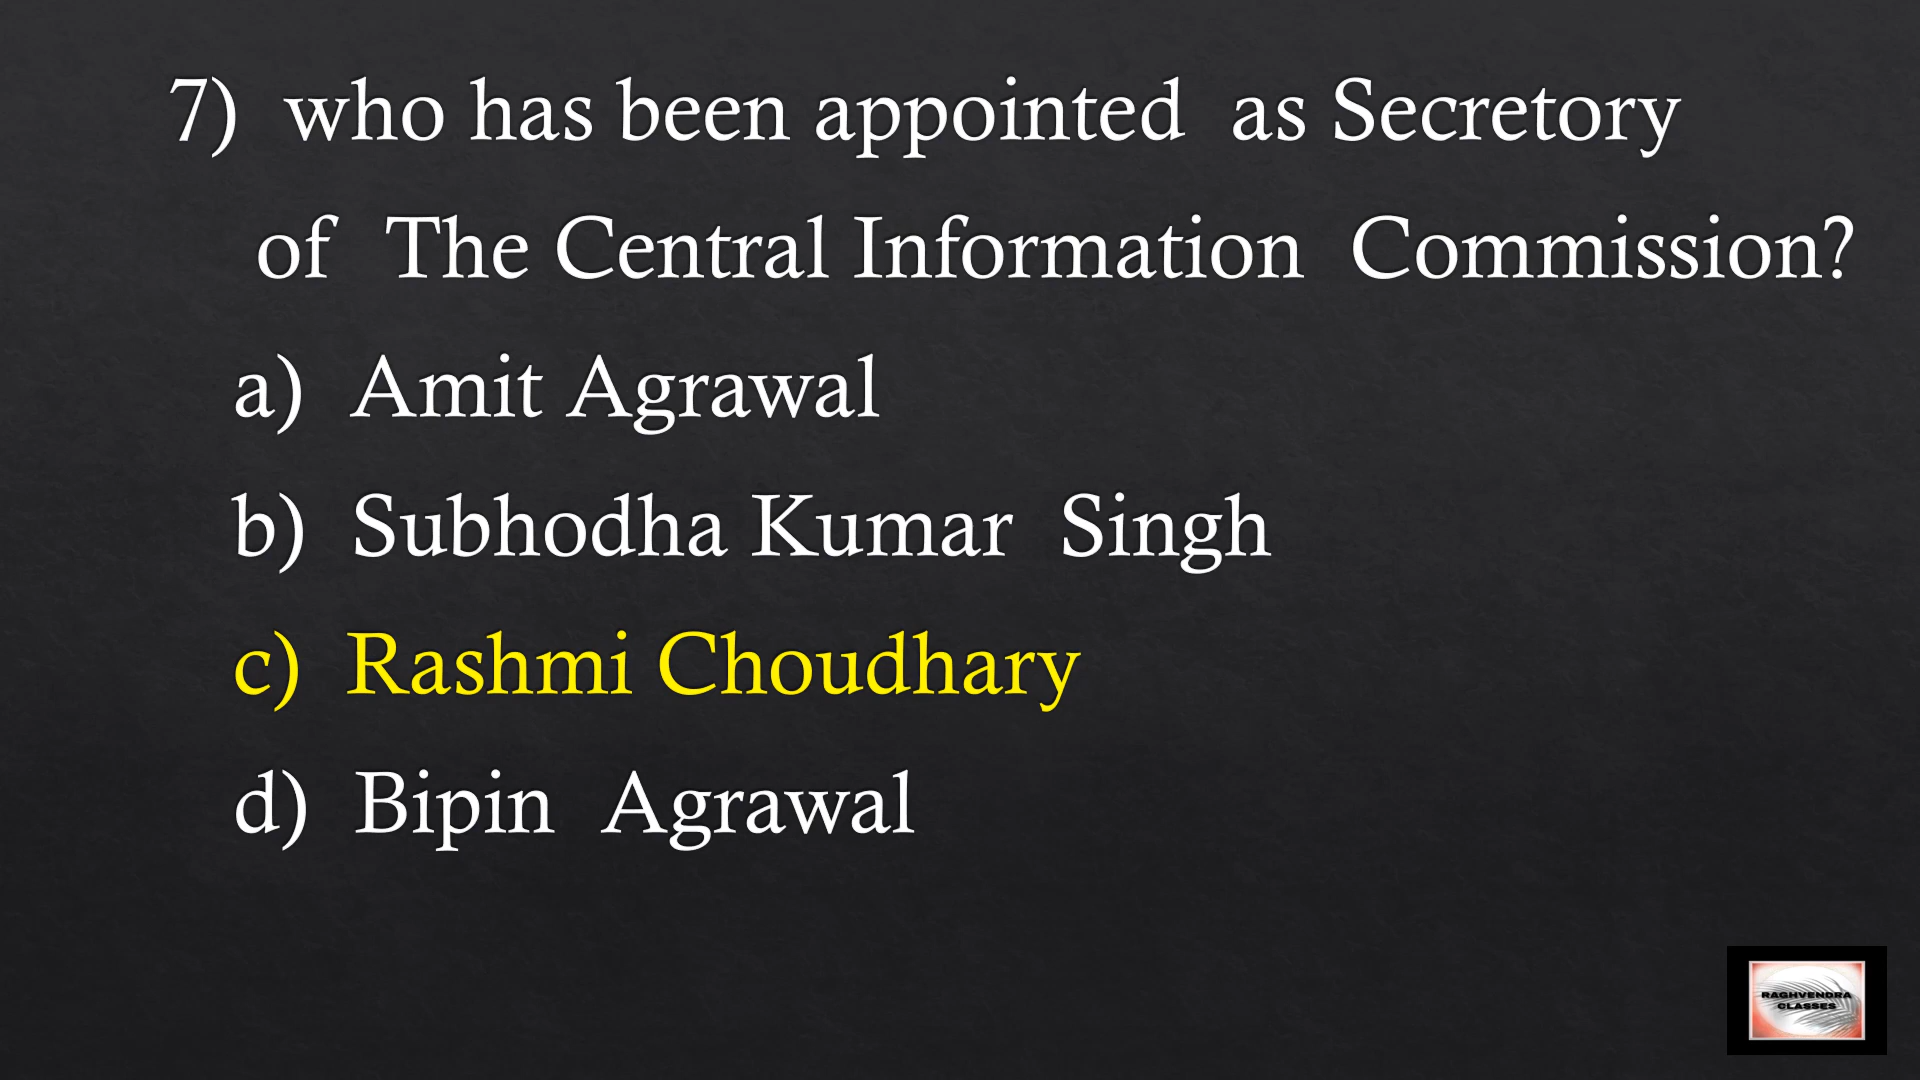 7) who has been appointed as Secretory
of The Central Information Commission?
a) Amit Agrawal
b) Subhodha Kumar Singh
c) Rashmi Choudhary
d) Bipin Agrawal
RAGHVENDRA
CLASSES